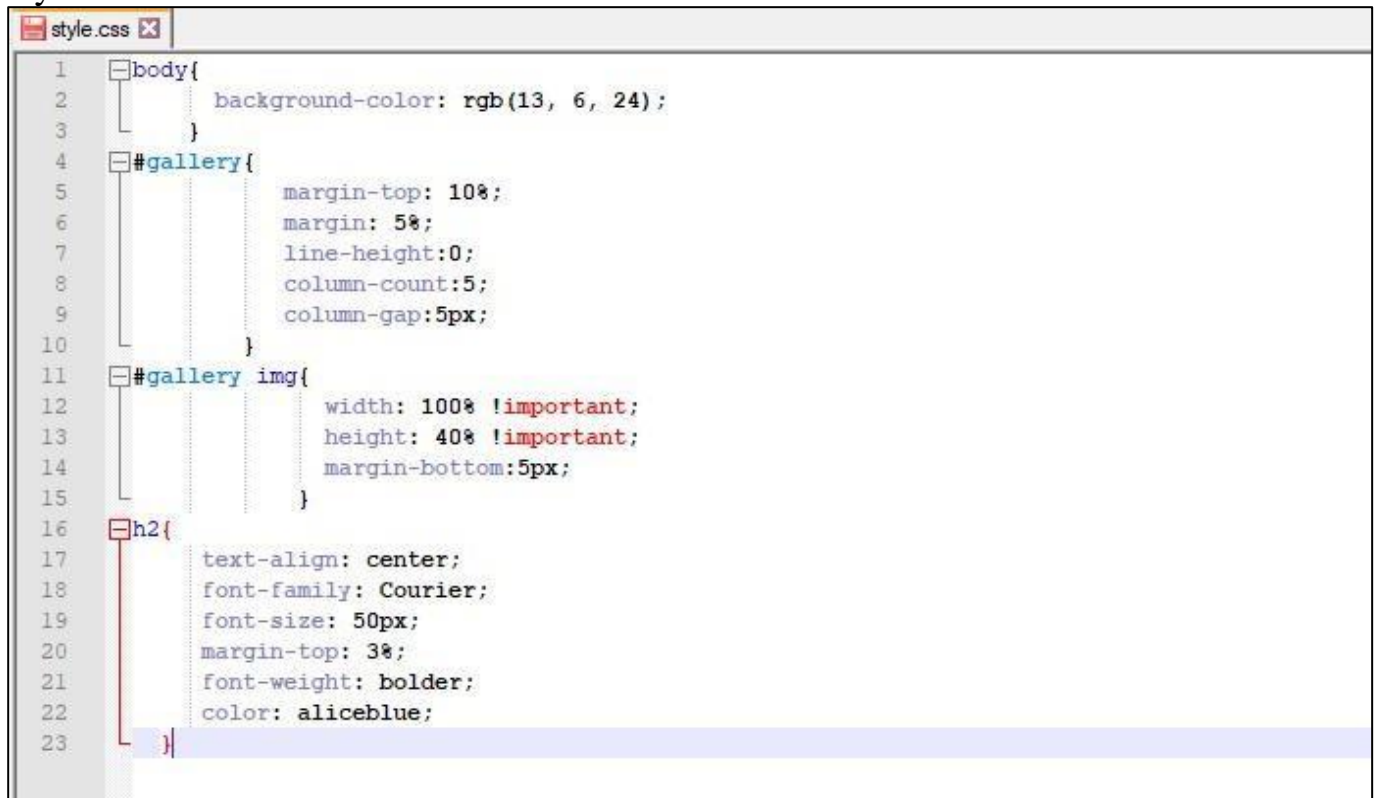 style.css
1 body{
2 background-color: rgb(13, 6, 24);
3 }
4 #gallery{
5 margin-top: 10%;
6 margin: 5%;
7 line-height:0;
8 column-count:5;
9 column-gap:5px;
10 }
11 #gallery img{
12 width: 100% !important;
13 height: 40% !important;
14 margin-bottom:5px;
15 }
16 h2{
17 text-align: center;
18 font-family: Courier;
19 font-size: 50px;
20 margin-top: 3%;
21 font-weight: bolder;
22 color: aliceblue;
23 }